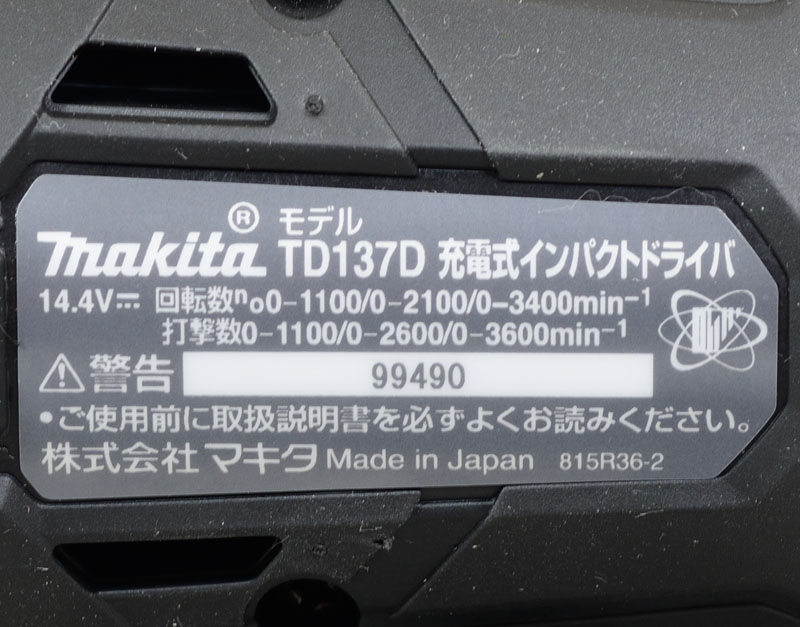 ® モデル
makita TD137D 充電式インパクトドライバ
14.4V⎓ 回転数no0-1100/0-2100/0-3400min-1
打撃数0-1100/0-2600/0-3600min-1
⚠警告 99490
•ご使用前に取扱説明書を必ずよくお読みください。
株式会社マキタ Made in Japan 815R36-2